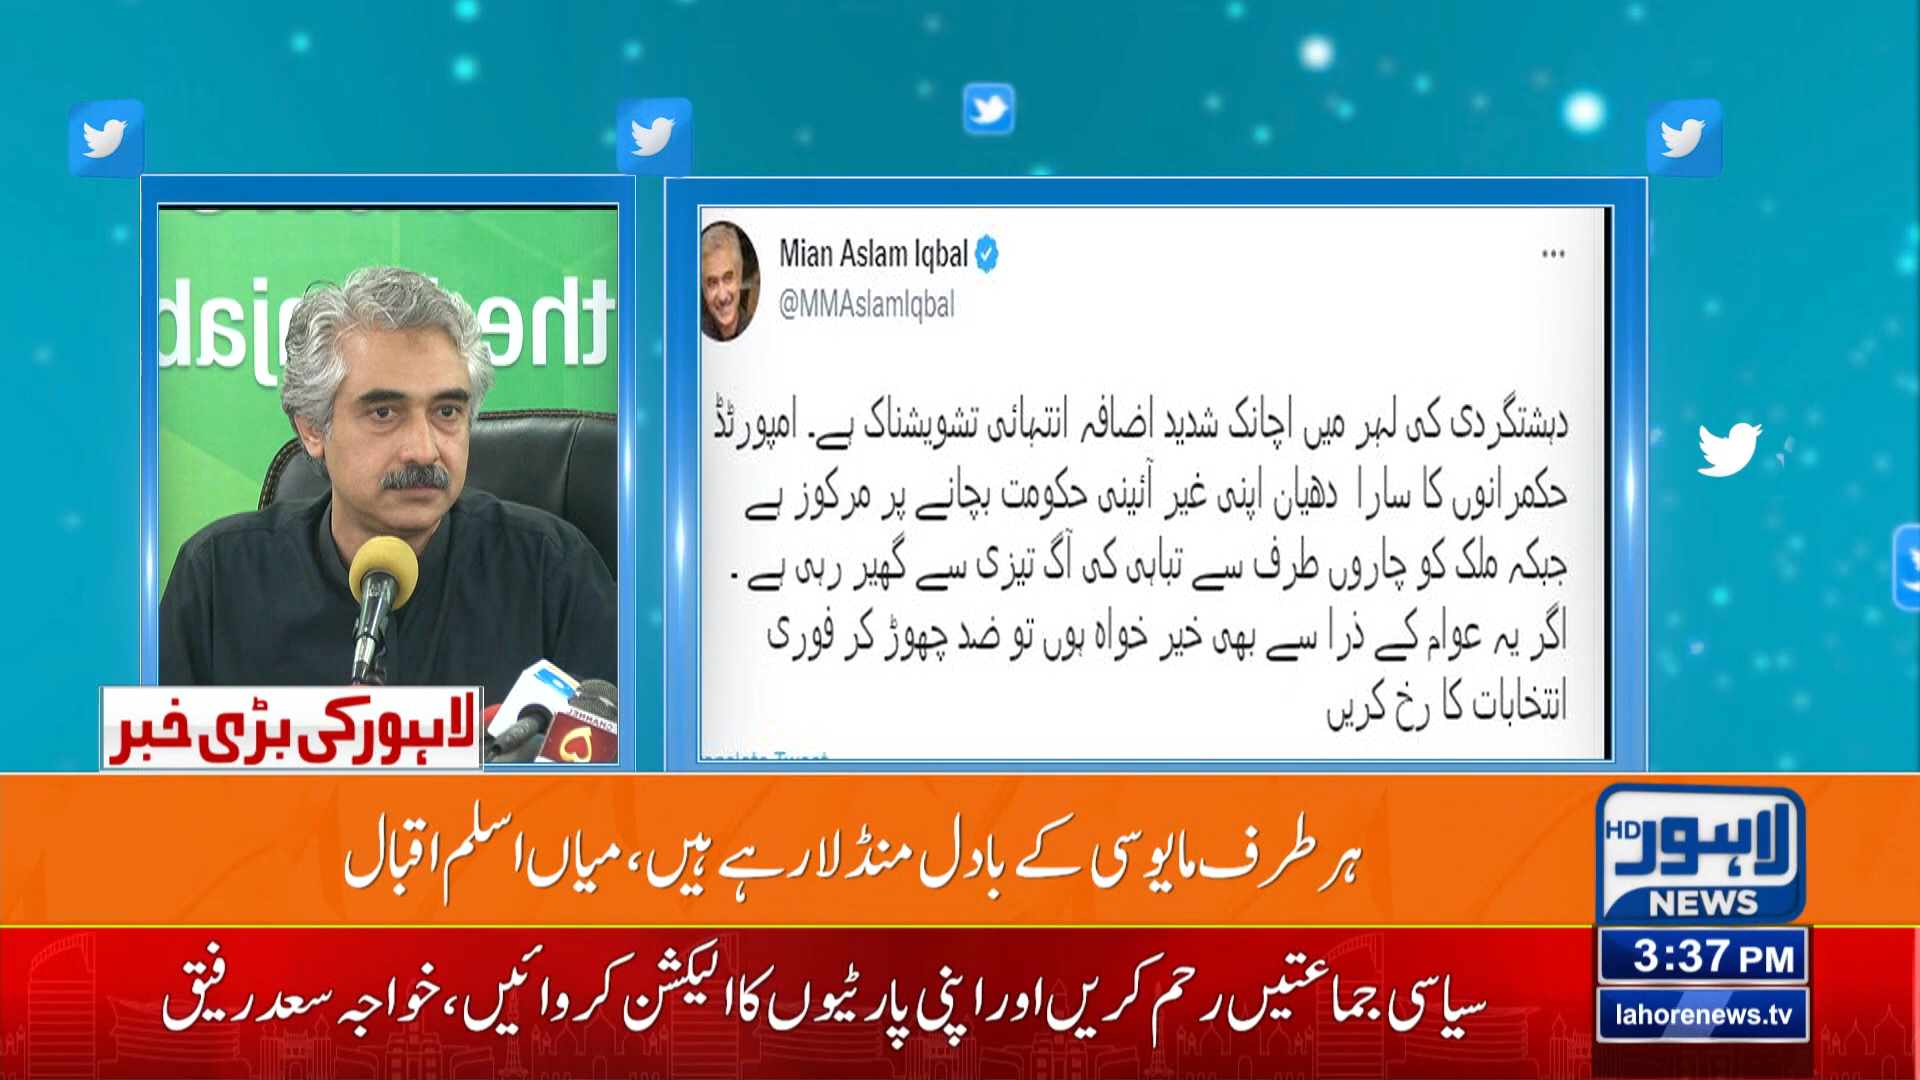 the Punjab
Mian Aslam Iqbal
@MMAslamIqbal
دہشتگردی کی لہر میں اچانک شدید اضافہ انتہائی تشویشناک ہے۔ امپورٹڈ
حکمرانوں کا سارا دھیان اپنی غیر آئینی حکومت بچانے پر مرکوز ہے
جبکہ ملک کو چاروں طرف سے تباہی کی آگ تیزی سے گھیر رہی ہے ۔
اگر یہ عوام کے ذرا سے بھی خیر خواہ ہوں تو ضد چھوڑ کر فوری
انتخابات کا رخ کریں
لاہور کی بڑی خبر
ہر طرف مایوسی کے بادل منڈلا رہے ہیں، میاں اسلم اقبال
سیاسی جماعتیں رحم کریں اور اپنی پارٹیوں کا الیکشن کروائیں، خواجہ سعد رفیق
لاہور HD
NEWS
3:37 PM
lahorenews.tv